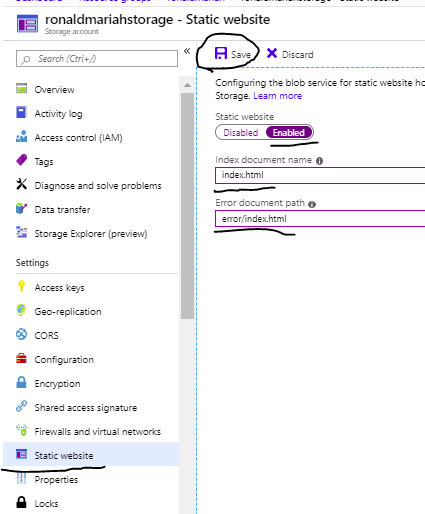 ronaldmariahstorage - Static website
Storage account
Search (Ctrl+/)
Overview
Activity log
Access control (IAM)
Tags
Diagnose and solve problems
Data transfer
Storage Explorer (preview)
Settings
Access keys
Geo-replication
CORS
Configuration
Encryption
Shared access signature
Firewalls and virtual networks
Static website
Properties
Locks
Save Discard
Configuring the blob service for static website ho
Storage. Learn more
Static website
Disabled Enabled
Index document name
index.html
Error document path
error/index.html